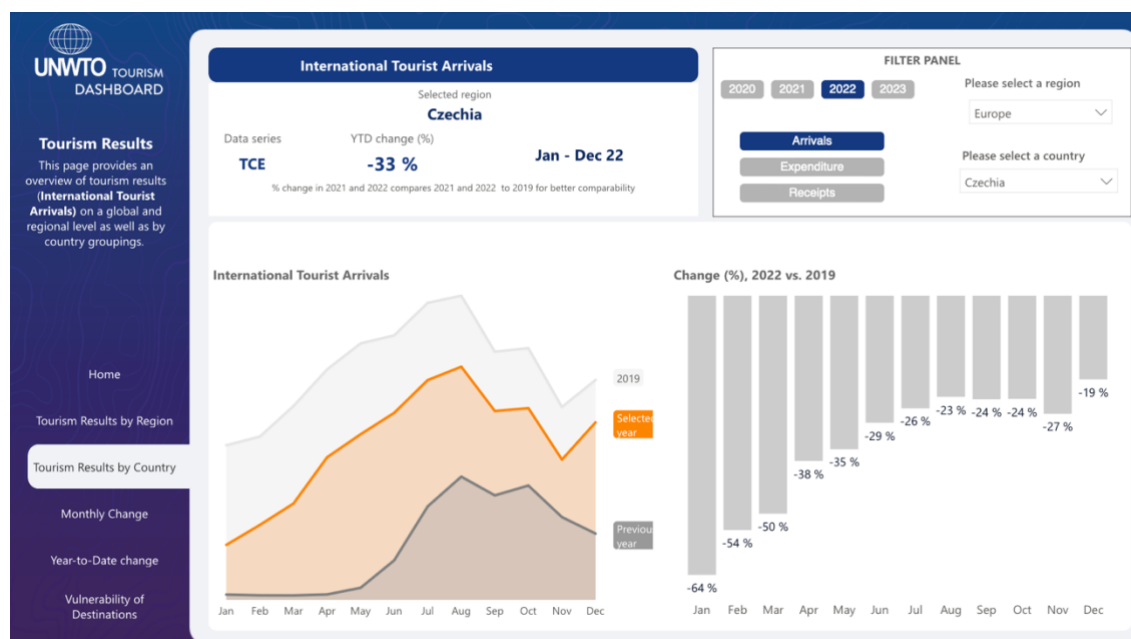 UNWTO TOURISM
DASHBOARD
Tourism Results
This page provides an
overview of tourism results
(International Tourist
Arrivals) on a global and
regional level as well as by
country groupings.
Home
Tourism Results by Region
Tourism Results by Country
Monthly Change
Year-to-Date change
Vulnerability of
Destinations
International Tourist Arrivals
Selected region
Czechia
Data series
YTD change (%)
TCE
-33 %
Jan - Dec 22
% change in 2021 and 2022 compares 2021 and 2022 to 2019 for better comparability
FILTER PANEL
2020
2021
2022
2023
Please select a region
Europe
Arrivals
Expenditure
Receipts
Please select a country
Czechia
International Tourist Arrivals
2019
Selected
year
Previou
year
Jan Feb Mar Apr May Jun Jul Aug Sep Oct Nov Dec
Change (%), 2022 vs. 2019
-64 %
-54 %
-50 %
-38 %
-35 %
-29 %
-26 %
-23 %
-24 %
-24 %
-27 %
-19 %
Jan Feb Mar Apr May Jun Jul Aug Sep Oct Nov Dec